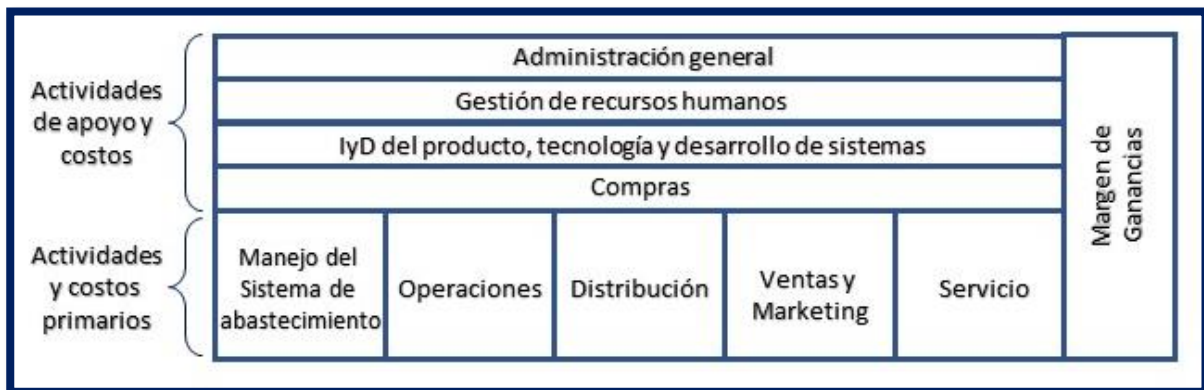 Actividades
de apoyo y
costos
Administración general
Gestión de recursos humanos
IyD del producto, tecnología y desarrollo de sistemas
Compras
Actividades
y costos
primarios
Manejo del
Sistema de
abastecimiento
Operaciones
Distribución
Ventas y
Marketing
Servicio
Margen de
Ganancias